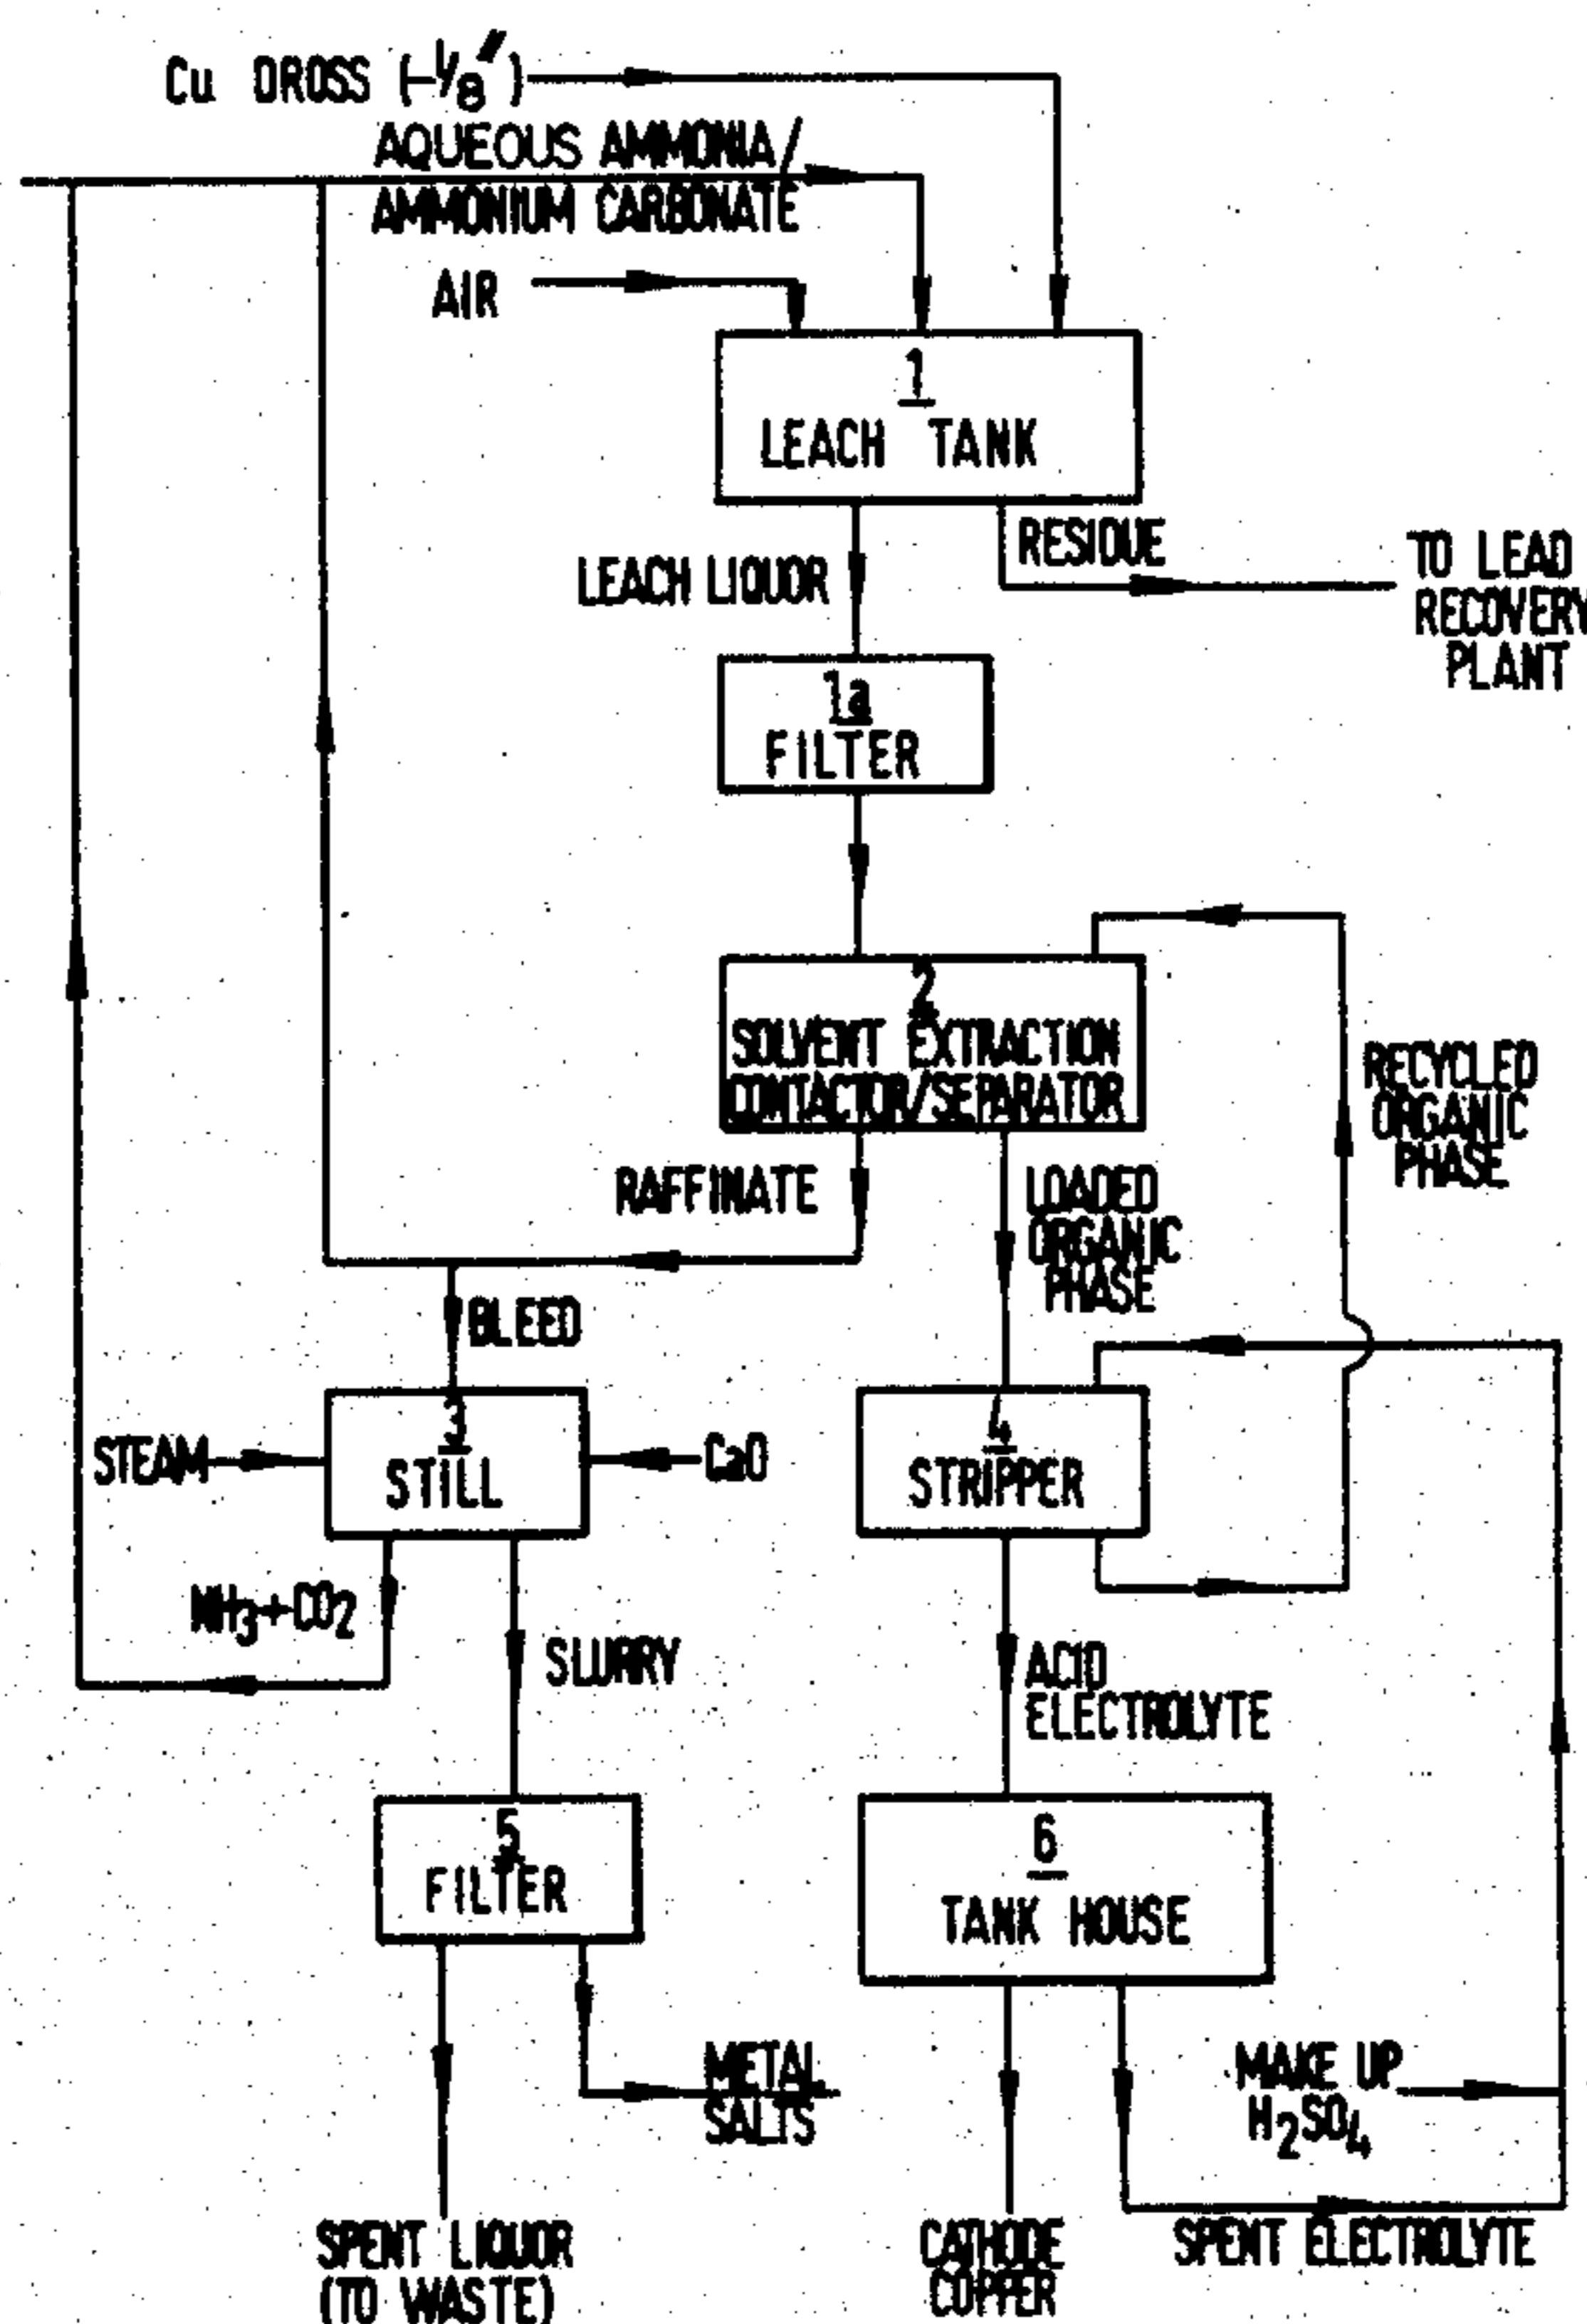 Cu DROSS (-1/8")
AQUEOUS AMMONIA/
AMMONIUM CARBONATE
AIR
1
LEACH TANK
RESIDUE
LEACH LIQUOR
TO LEAD
RECOVERY
PLANT
1a
FILTER
2
SOLVENT EXTRACTION
CONTACTOR/SEPARATOR
RECYCLED
ORGANIC
PHASE
RAFFINATE
LOADED
ORGANIC
PHASE
BLEED
3
STILL
STEAM
CaO
4
STRIPPER
NH3+CO2
SLURRY
ACID
ELECTROLYTE
5
FILTER
6
TANK HOUSE
METAL
SALTS
MAKE UP
H2SO4
SPENT LIQUOR
(TO WASTE)
CATHODE
COPPER
SPENT ELECTROLYTE